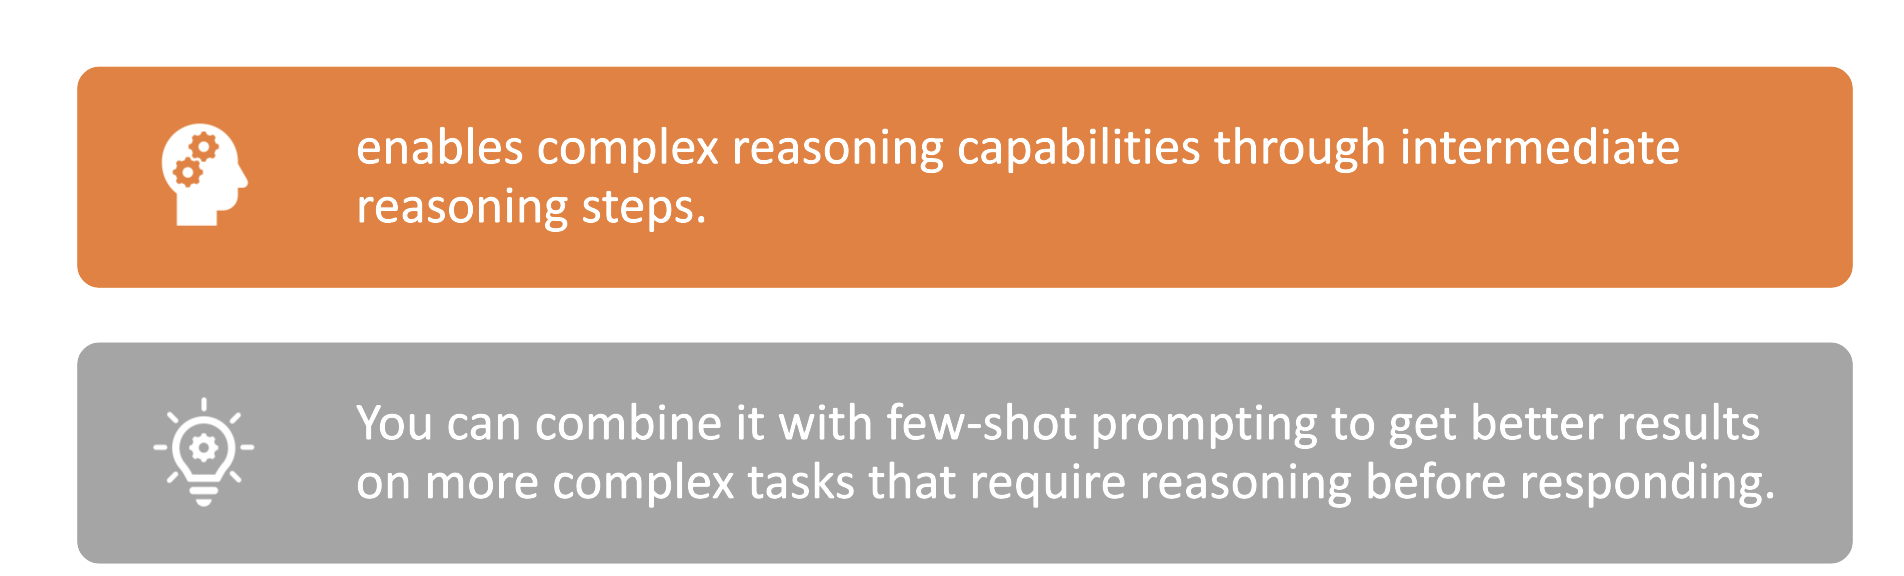 enables complex reasoning capabilities through intermediate
reasoning steps.
You can combine it with few-shot prompting to get better results
on more complex tasks that require reasoning before responding.